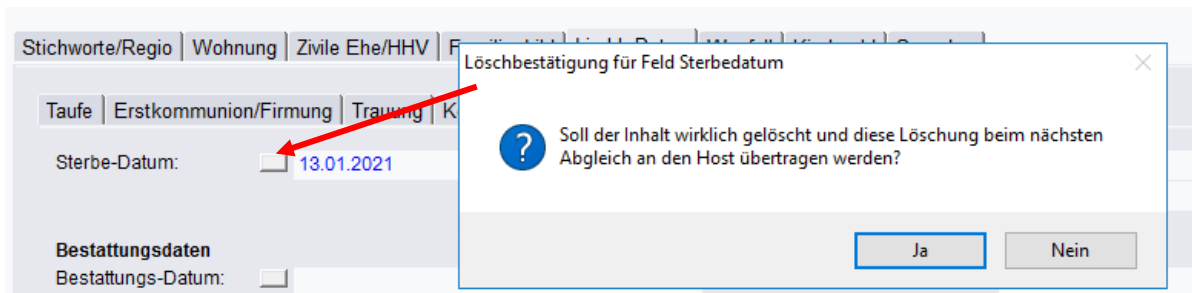 Stichworte/Regio Wohnung Zivile Ehe/HHV
Löschbestätigung für Feld Sterbedatum
Taufe Erstkommunion/Firmung Trauung
Soll der Inhalt wirklich gelöscht und diese Löschung beim nächsten
Abgleich an den Host übertragen werden?
Sterbe-Datum: 13.01.2021
Ja Nein
Bestattungsdaten
Bestattungs-Datum: